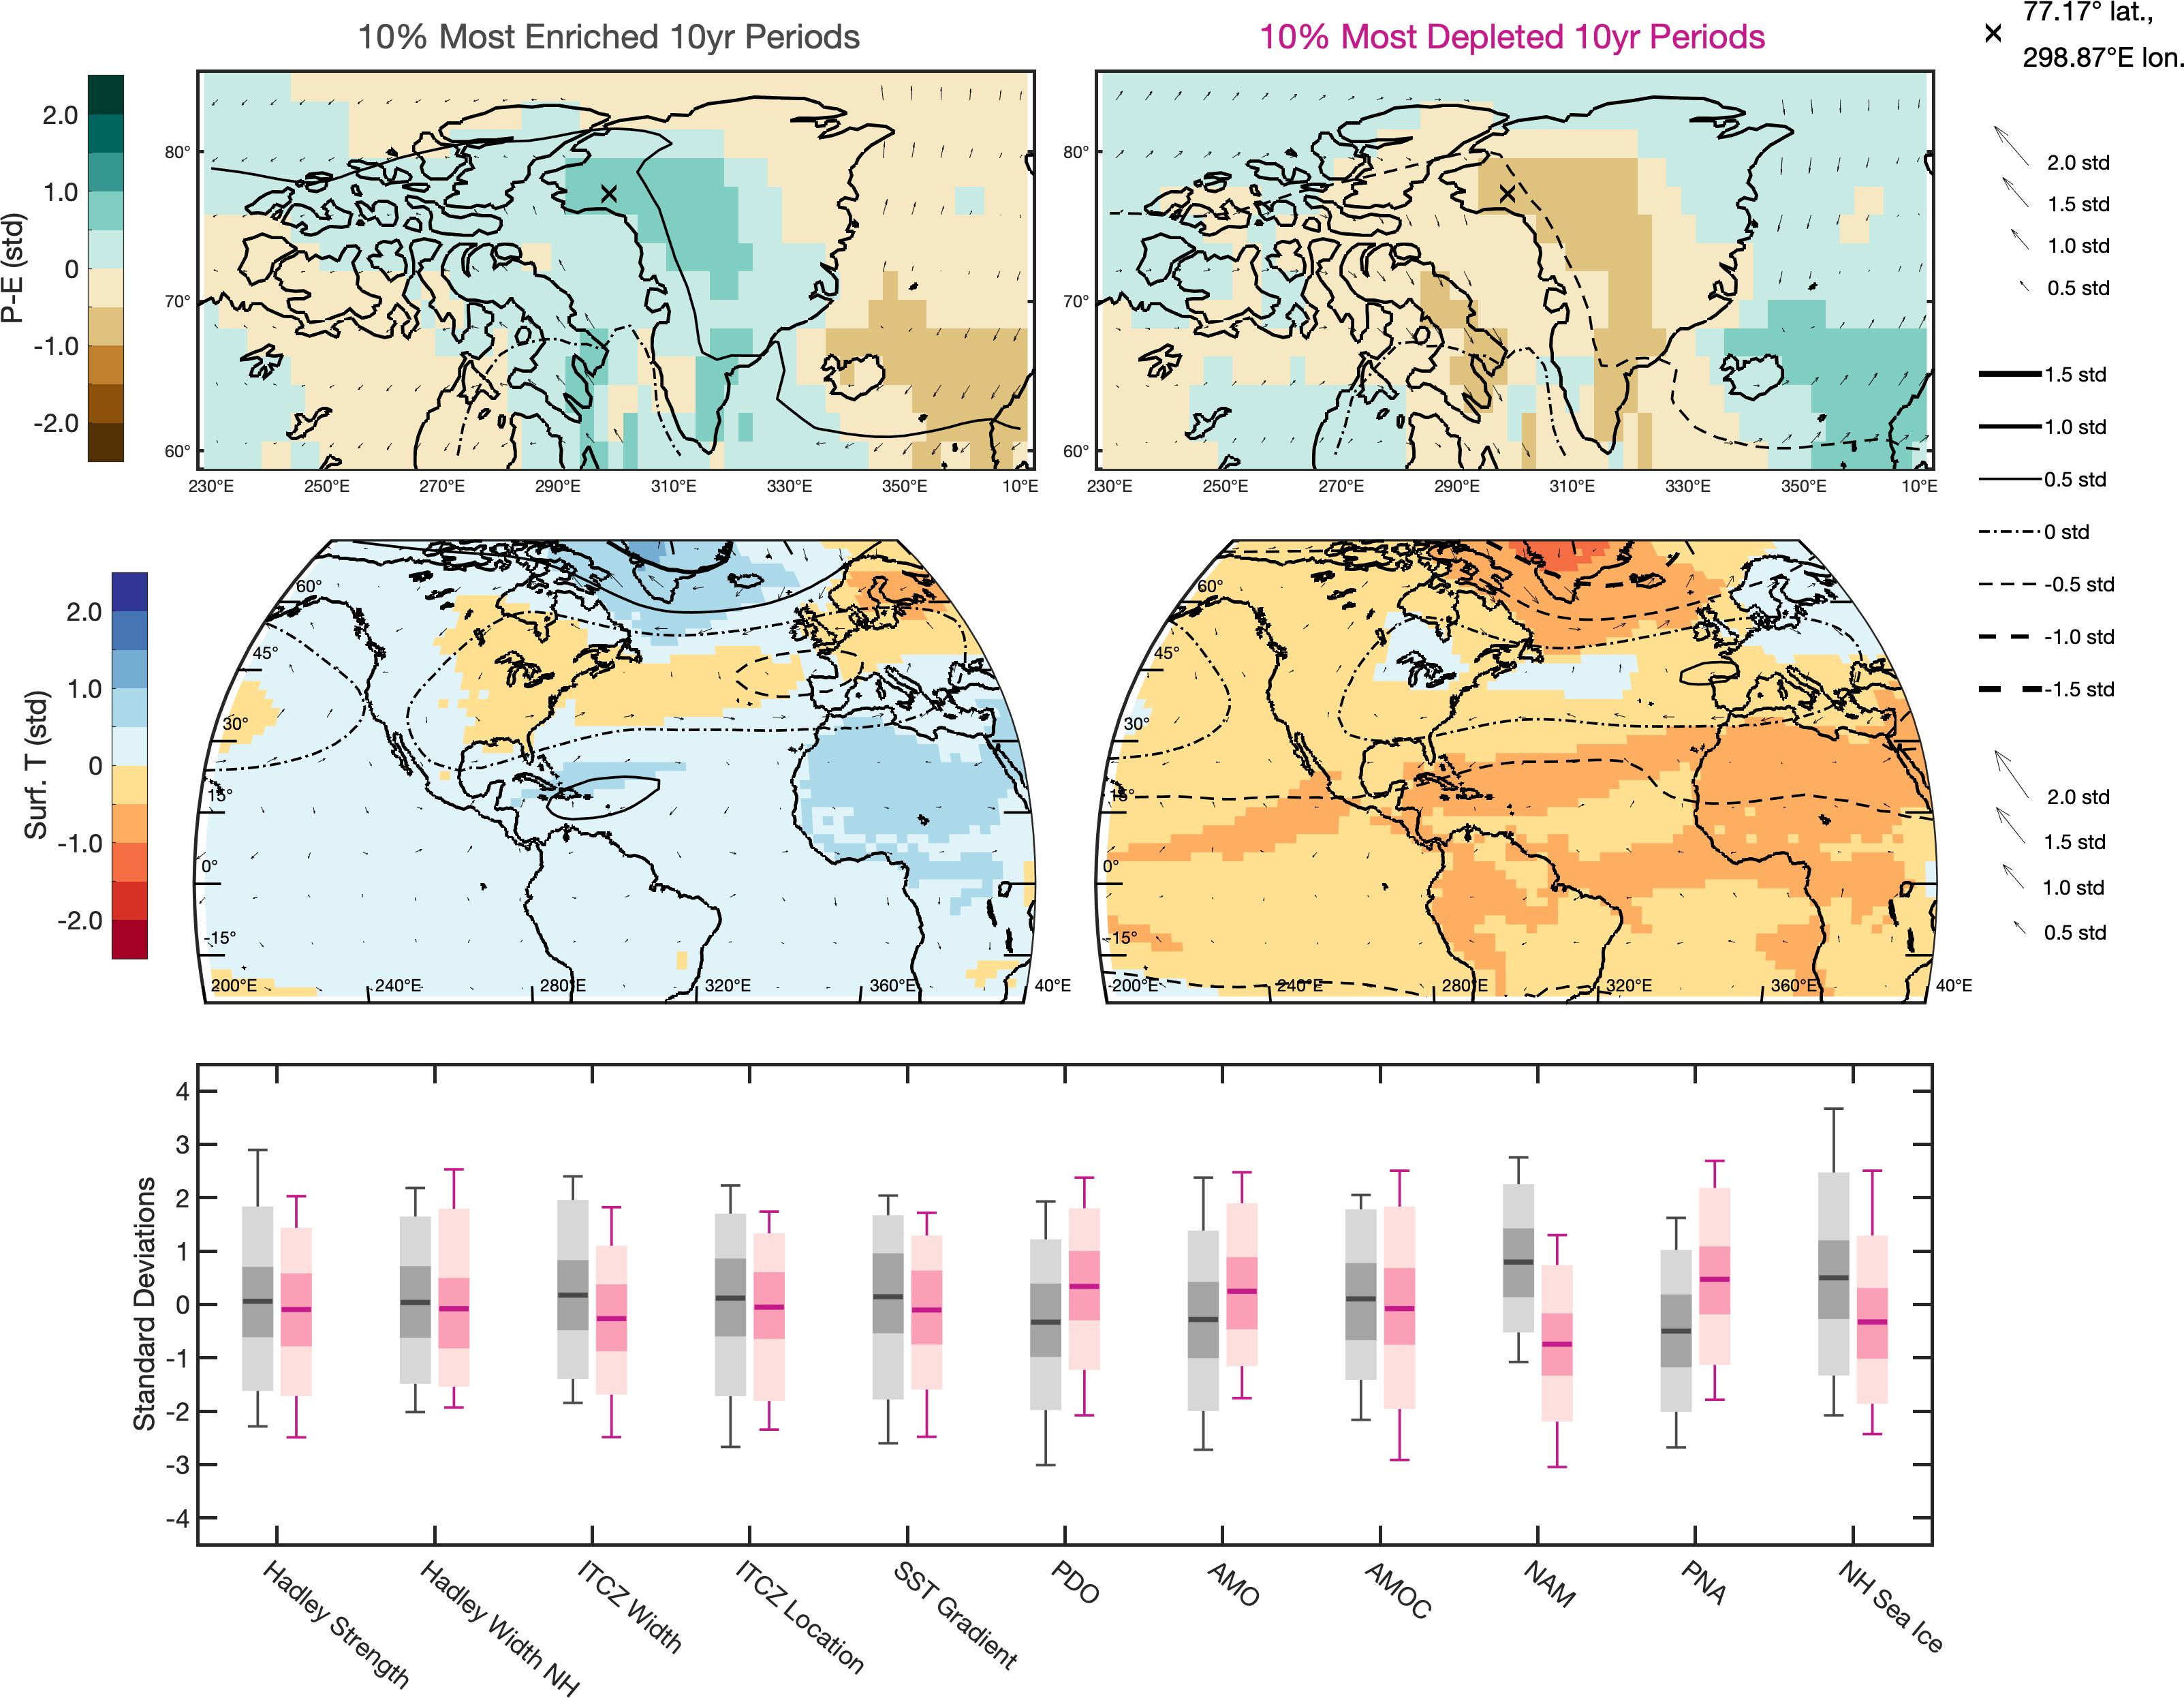 10% Most Enriched 10yr Periods
10% Most Depleted 10yr Periods
77.17° lat.,
298.87°E lon.
P-E (std)
2.0
1.0
0
-1.0
-2.0
80°
70°
60°
230°E 250°E 270°E 290°E 310°E 330°E 350°E 10°E
80°
70°
60°
230°E 250°E 270°E 290°E 310°E 330°E 350°E 10°E
2.0 std
1.5 std
1.0 std
0.5 std
1.5 std
1.0 std
0.5 std
0 std
-0.5 std
-1.0 std
-1.5 std
Surf. T (std)
2.0
1.0
0
-1.0
-2.0
60°
45°
30°
15°
0°
-15°
200°E 240°E 280°E 320°E 360°E 40°E
60°
45°
30°
15°
0°
-15°
200°E 240°E 280°E 320°E 360°E 40°E
2.0 std
1.5 std
1.0 std
0.5 std
Standard Deviations
4
3
2
1
0
-1
-2
-3
-4
Hadley Strength
Hadley Width NH
ITCZ Width
ITCZ Location
SST Gradient
PDO
AMO
AMOC
NAM
PNA
NH Sea Ice